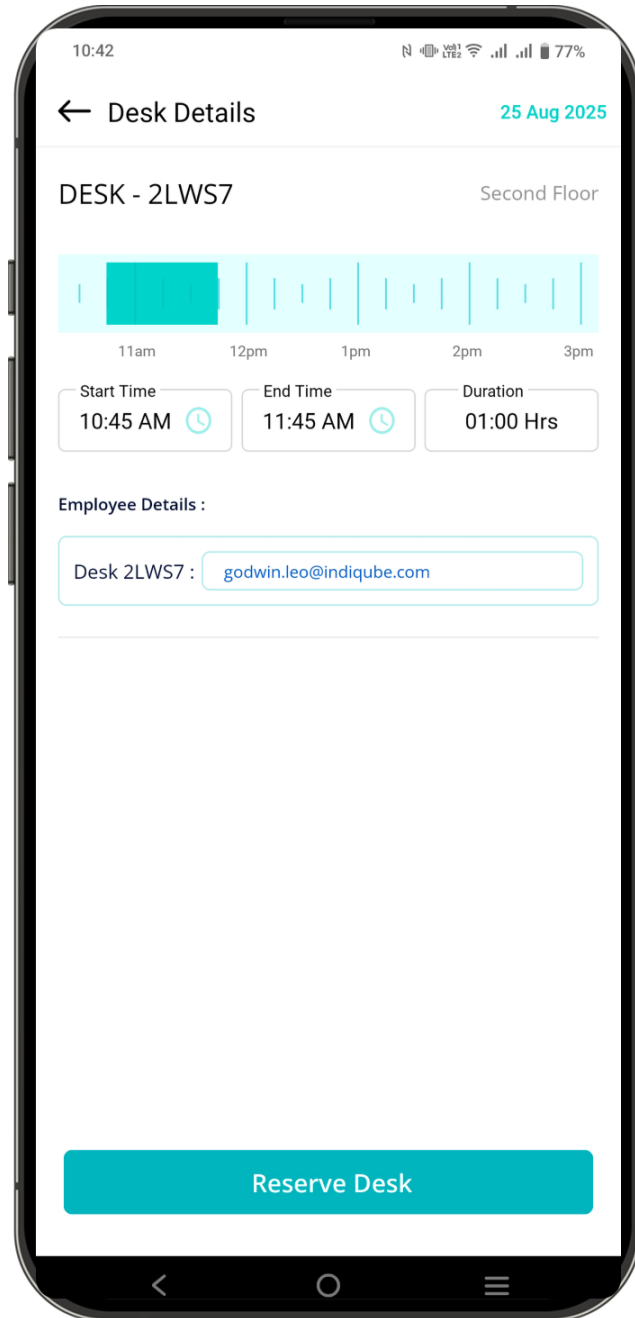 10:42 Vo1) LTE2 77%
Desk Details 25 Aug 2025
DESK - 2LWS7 Second Floor
11am 12pm 1pm 2pm 3pm
Start Time End Time Duration
10:45 AM 11:45 AM 01:00 Hrs
Employee Details :
Desk 2LWS7 : godwin.leo@indiqube.com
Reserve Desk